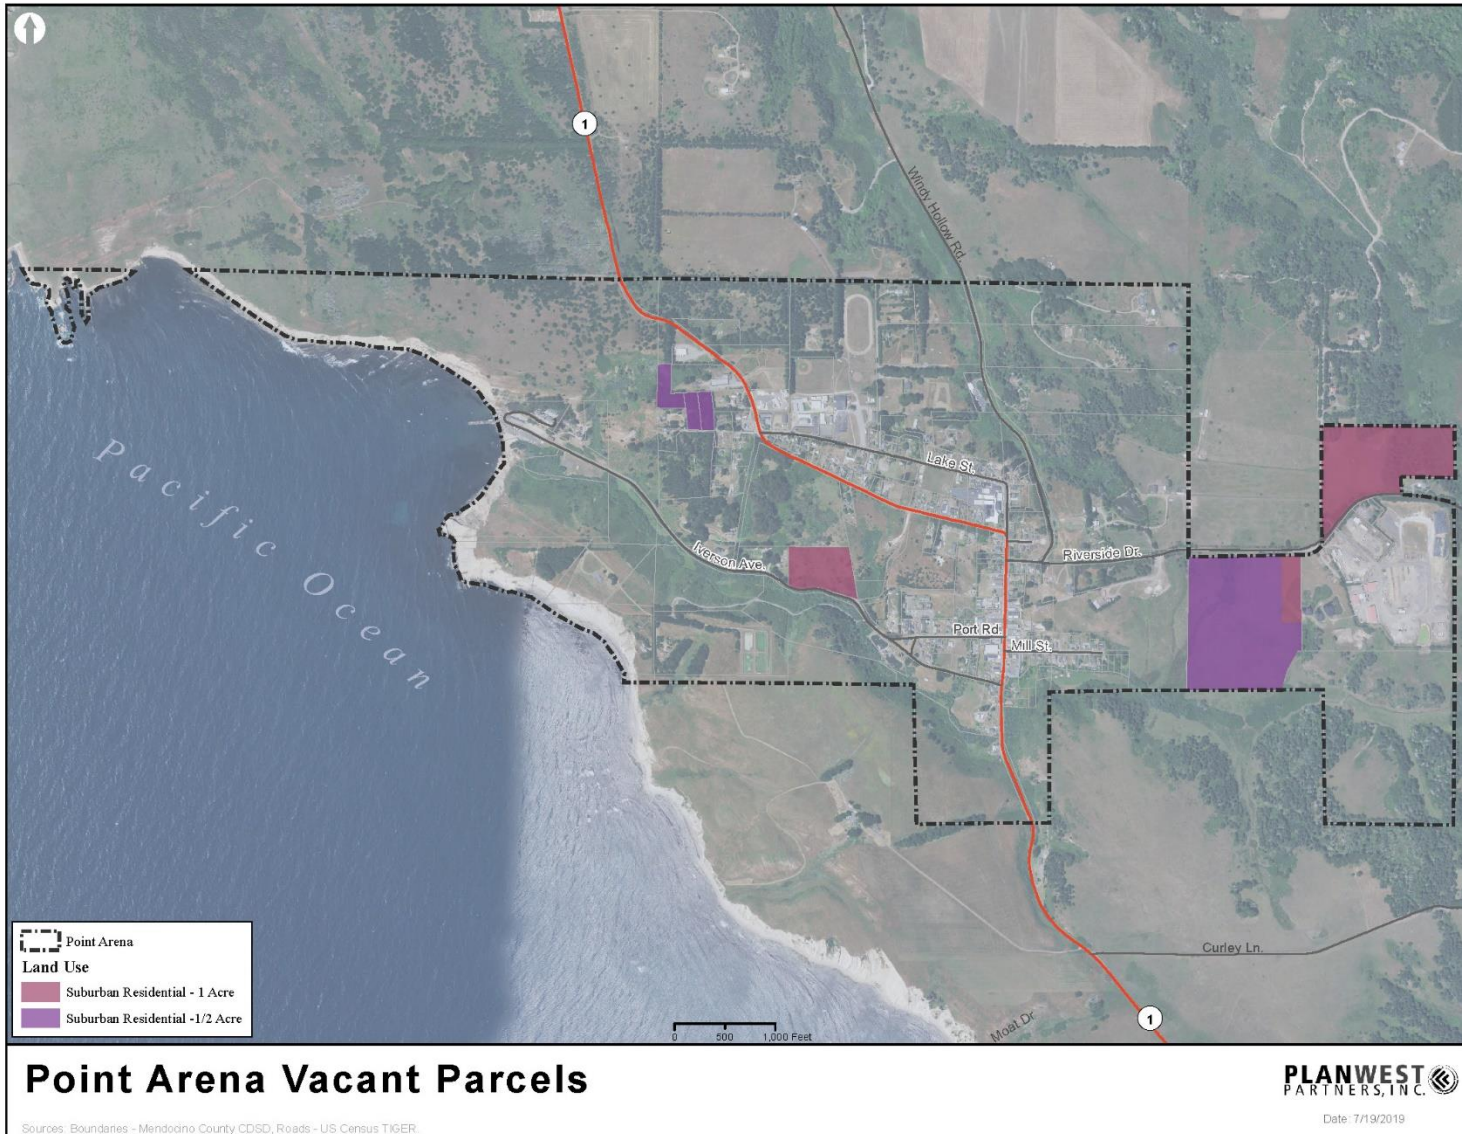 1
Windy Hollow Rd.
Lake St.
Pacific Ocean
Iverson Ave.
Riverside Dr.
Port Rd.
Mill St.
Curley Ln.
Moat Dr.
1
Point Arena
Land Use
Suburban Residential - 1 Acre
Suburban Residential -1/2 Acre
0 500 1,000 Feet
Point Arena Vacant Parcels
PLANWEST
PARTNERS, INC.
Sources: Boundaries - Mendocino County CDSD, Roads - US Census TIGER.
Date: 7/19/2019